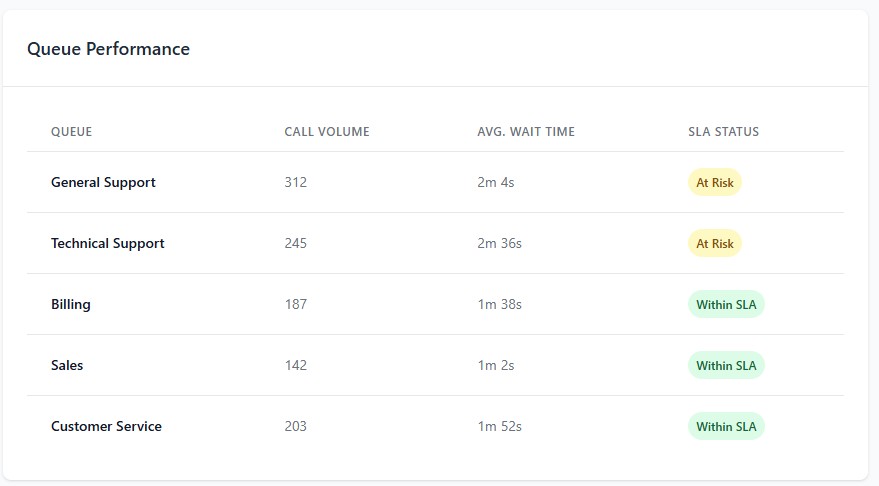 Queue Performance
QUEUE CALL VOLUME AVG. WAIT TIME SLA STATUS
General Support 312 2m 4s At Risk
Technical Support 245 2m 36s At Risk
Billing 187 1m 38s Within SLA
Sales 142 1m 2s Within SLA
Customer Service 203 1m 52s Within SLA